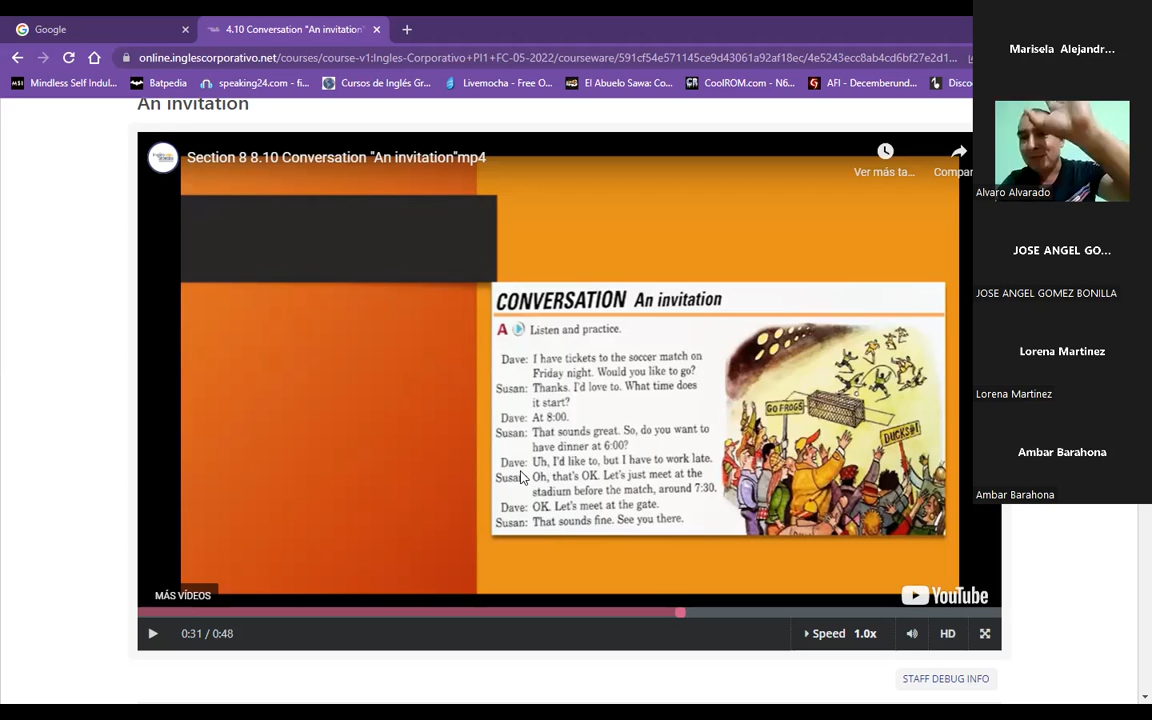 Google
4.10 Conversation "An invitation"
online.inglescorporativo.net/courses/course-v1:Ingles-Corporativo+PI1+FC-05-2022/courseware/591cf54e571145ce9d43061a92af18ec/4e5243ecc8ab4cd6bf27e2d1...
Mindless Self Indul...
Batpedia
speaking24.com - fi...
Cursos de Inglés Gr...
Livemocha - Free O...
El Abuelo Sawa: Co...
CoolROM.com - N6...
AFI - Decemberund...
Disco
An invitation
Section 8 8.10 Conversation "An invitation"mp4
Ver más ta...
Compar
CONVERSATION An invitation
A Listen and practice.
Dave: I have tickets to the soccer match on
Friday night. Would you like to go?
Susan: Thanks. I'd love to. What time does
it start?
Dave: At 8:00.
Susan: That sounds great. So, do you want to
have dinner at 6:00?
Dave: Uh, I'd like to, but I have to work late.
Susan: Oh, that's OK. Let's just meet at the
stadium before the match, around 7:30.
Dave: OK. Let's meet at the gate.
Susan: That sounds fine. See you there.
GO FROGS
DUCKS #1
MÁS VÍDEOS
YouTube
0:31 / 0:48
Speed 1.0x
HD
STAFF DEBUG INFO
Marisela Alejandr...
Alvaro Alvarado
JOSE ANGEL GO...
JOSE ANGEL GOMEZ BONILLA
Lorena Martinez
Lorena Martinez
Ambar Barahona
Ambar Barahona